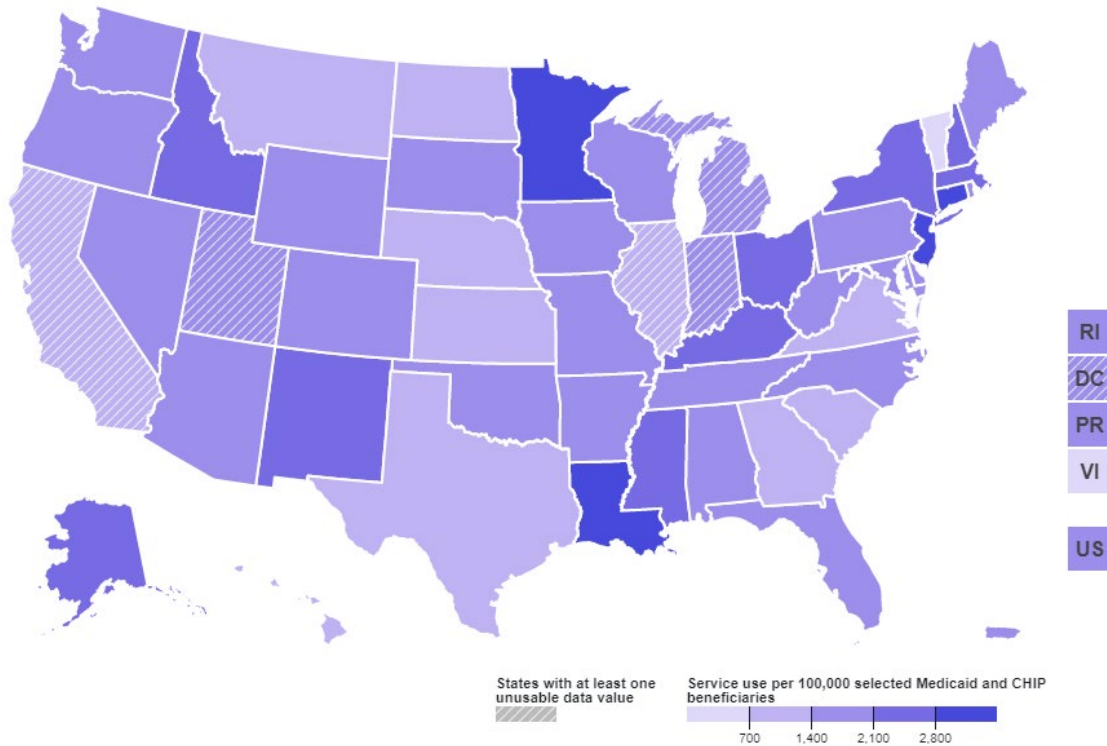 RI
DC
PR
VI
US
States with at least one
unusable data value
Service use per 100,000 selected Medicaid and CHIP
beneficiaries
700 1,400 2,100 2,800